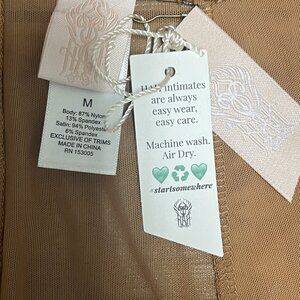 M
Body: 87% Nylon
13% Spandex
Satin: 94% Polyester
6% Spandex
EXCLUSIVE OF TRIMS
MADE IN CHINA
RN 153005
intimates
are always
easy wear,
easy care.
Machine wash.
Air Dry.
#startsomewhere